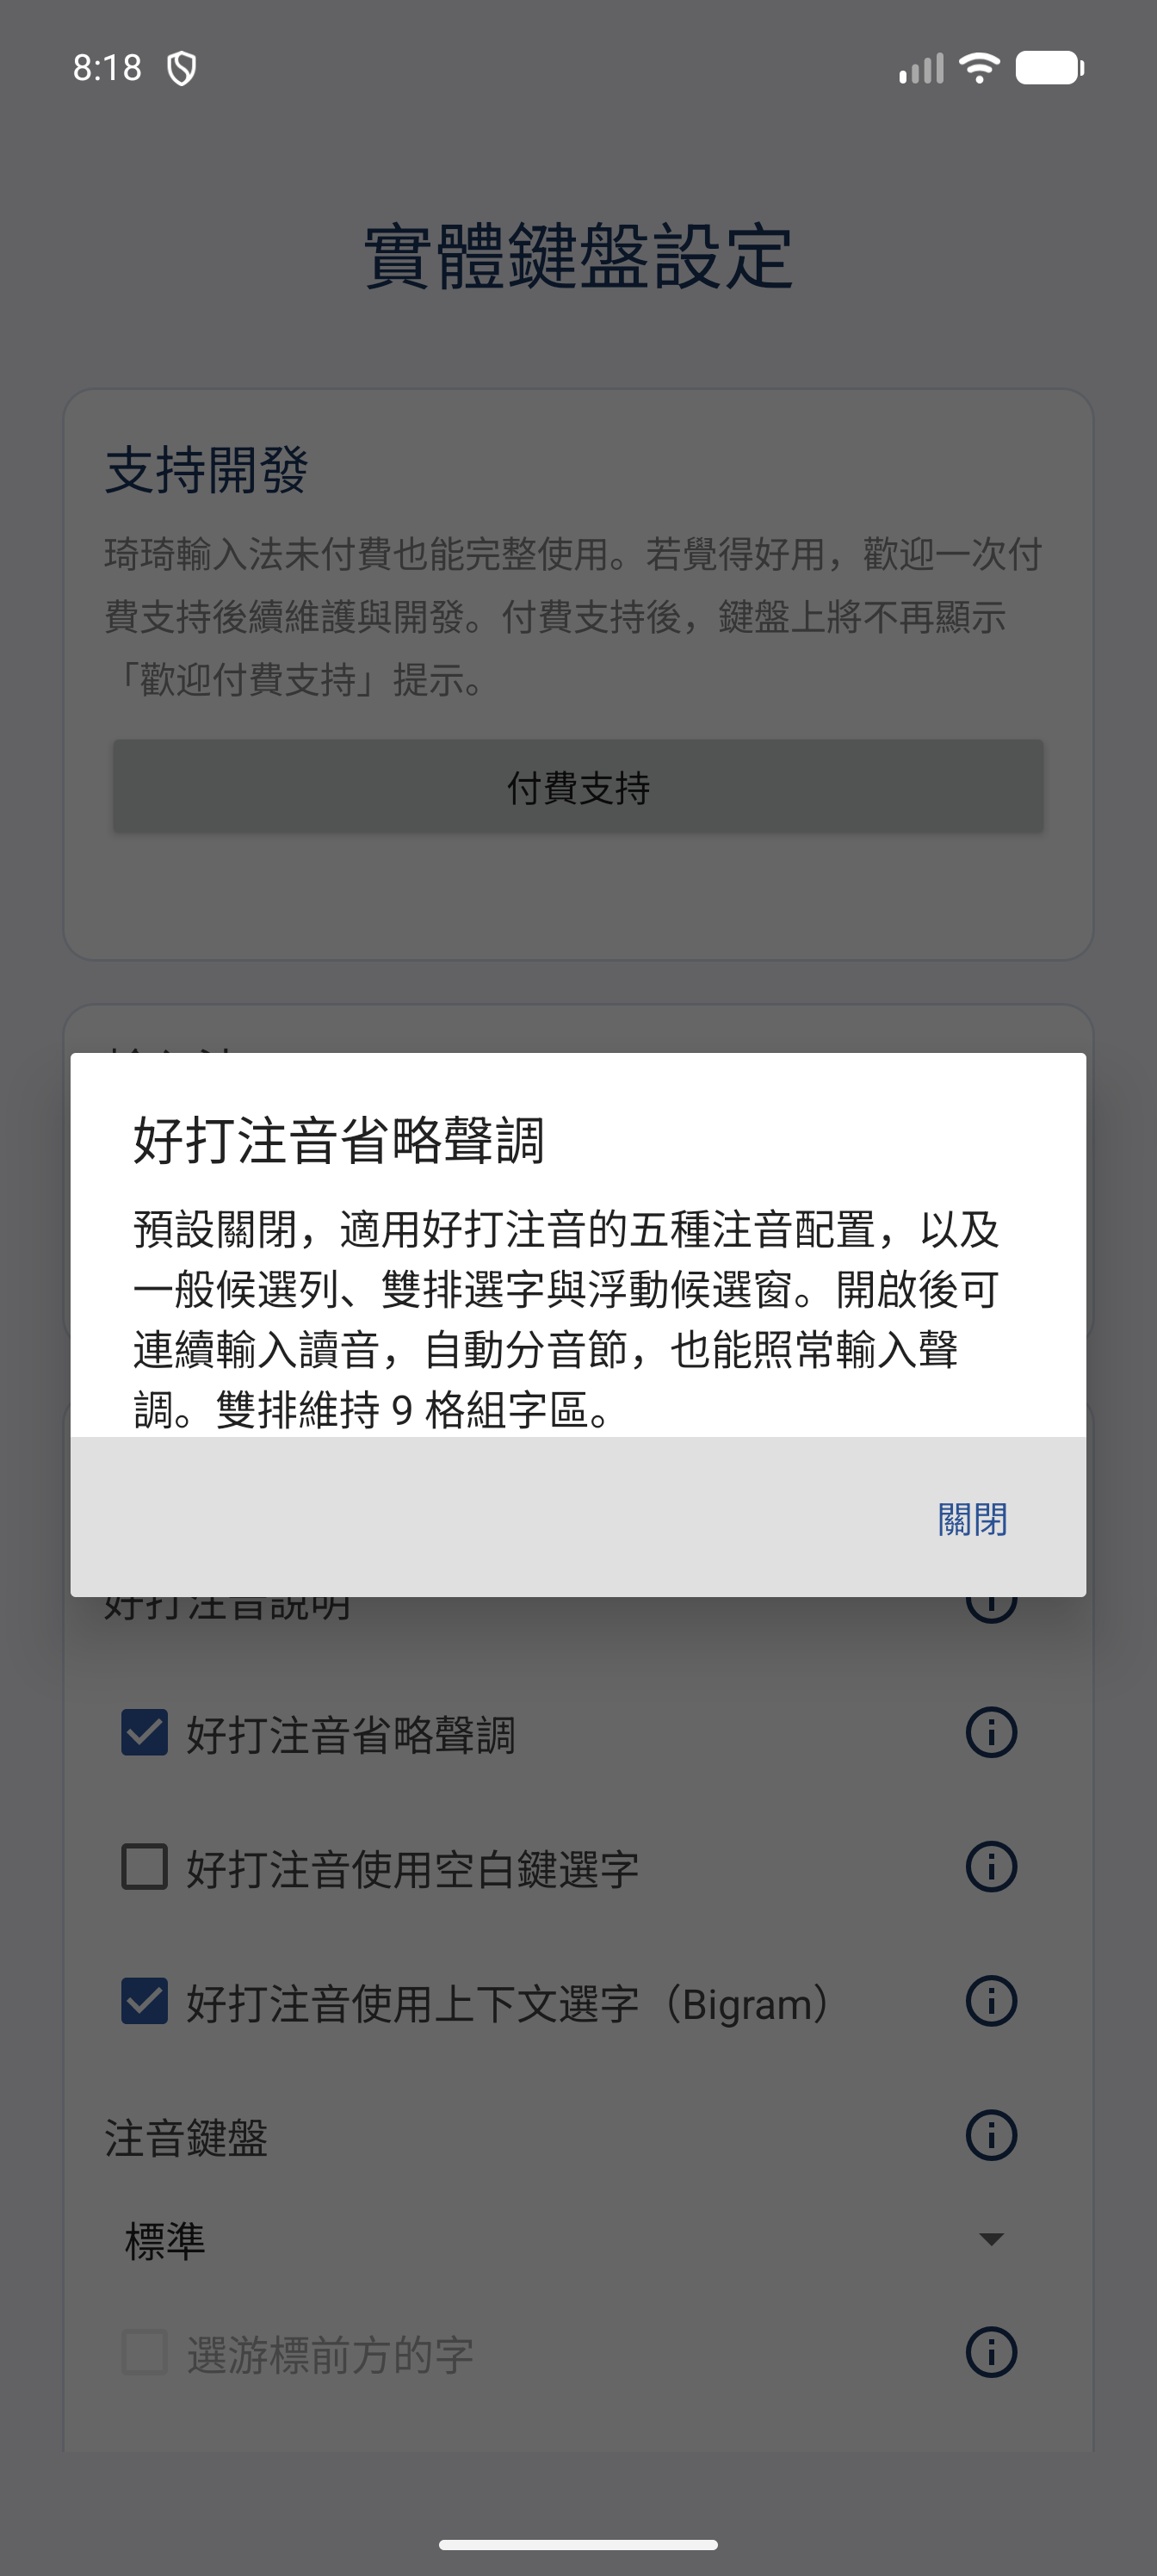 8:18
實體鍵盤設定
支持開發
琦琦輸入法未付費也能完整使用。若覺得好用，歡迎一次付
費支持後續維護與開發。付費支持後，鍵盤上將不再顯示
「歡迎付費支持」提示。
付費支持
好打注音省略聲調
預設關閉，適用好打注音的五種注音配置，以及
一般候選列、雙排選字與浮動候選窗。開啟後可
連續輸入讀音，自動分音節，也能照常輸入聲
調。雙排維持 9 格組字區。
關閉
好打注音說明
好打注音省略聲調
好打注音使用空白鍵選字
好打注音使用上下文選字（Bigram）
注音鍵盤
標準
選游標前方的字